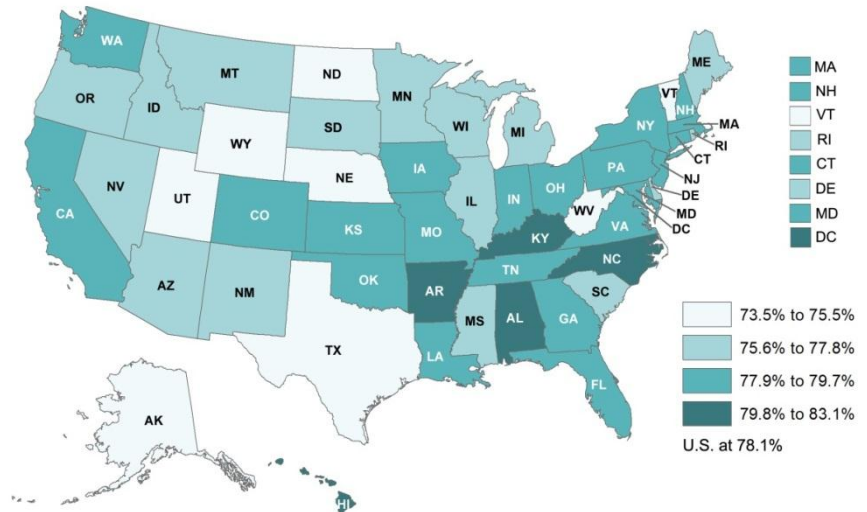 WA
MT
ND
MN
ME
OR
ID
SD
WI
MI
VT
NH
NY
MA
RI
CT
WY
NE
IA
IL
IN
OH
PA
NJ
DE
MD
DC
NV
UT
CO
KS
MO
KY
WV
VA
CA
AZ
NM
OK
AR
TN
NC
SC
TX
LA
MS
AL
GA
FL
AK
HI
MA
NH
VT
RI
CT
DE
MD
DC
73.5% to 75.5%
75.6% to 77.8%
77.9% to 79.7%
79.8% to 83.1%
U.S. at 78.1%